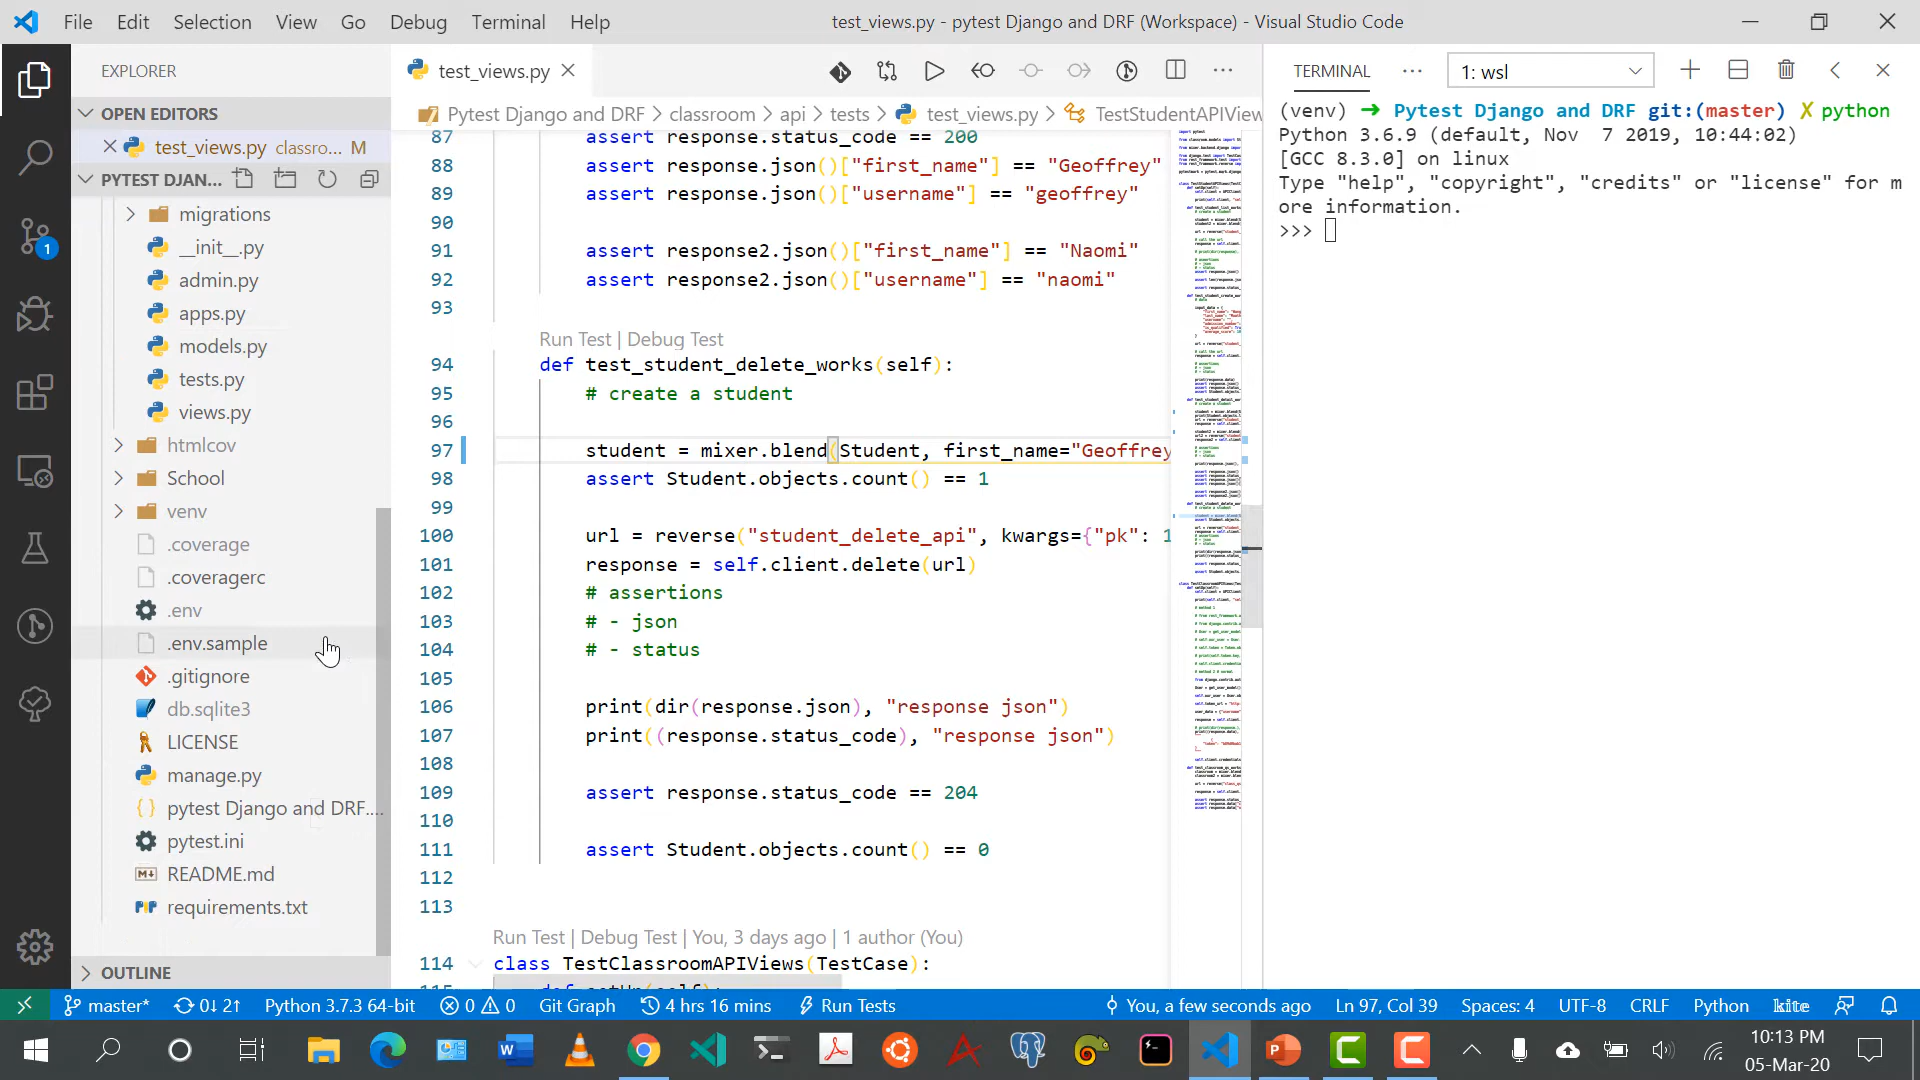 File Edit Selection View Go Debug Terminal Help
test_views.py - pytest Django and DRF (Workspace) - Visual Studio Code
EXPLORER
OPEN EDITORS
test_views.py classro... M
PYTEST DJAN...
migrations
__init__.py
admin.py
apps.py
models.py
tests.py
views.py
htmlcov
School
venv
.coverage
.coveragerc
.env
.env.sample
.gitignore
db.sqlite3
LICENSE
manage.py
pytest Django and DRF....
pytest.ini
README.md
requirements.txt
OUTLINE
1
test_views.py
Pytest Django and DRF > classroom > api > tests > test_views.py > TestStudentAPIView
87 assert response.status_code == 200
88 assert response.json()["first_name"] == "Geoffrey"
89 assert response.json()["username"] == "geoffrey"
90
91 assert response2.json()["first_name"] == "Naomi"
92 assert response2.json()["username"] == "naomi"
93
Run Test | Debug Test
94 def test_student_delete_works(self):
95 # create a student
96
97 student = mixer.blend(Student, first_name="Geoffrey
98 assert Student.objects.count() == 1
99
100 url = reverse("student_delete_api", kwargs={"pk": 1
101 response = self.client.delete(url)
102 # assertions
103 # - json
104 # - status
105
106 print(dir(response.json), "response json")
107 print((response.status_code), "response json")
108
109 assert response.status_code == 204
110
111 assert Student.objects.count() == 0
112
113
Run Test | Debug Test | You, 3 days ago | 1 author (You)
114 class TestClassroomAPIViews(TestCase):
TERMINAL
1: wsl
(venv) ➜ Pytest Django and DRF git:(master) ✗ python
Python 3.6.9 (default, Nov 7 2019, 10:44:02)
[GCC 8.3.0] on linux
Type "help", "copyright", "credits" or "license" for m
ore information.
>>>
master* 0↓ 2↑ Python 3.7.3 64-bit 0 0 Git Graph 4 hrs 16 mins Run Tests You, a few seconds ago Ln 97, Col 39 Spaces: 4 UTF-8 CRLF Python kite
10:13 PM
05-Mar-20